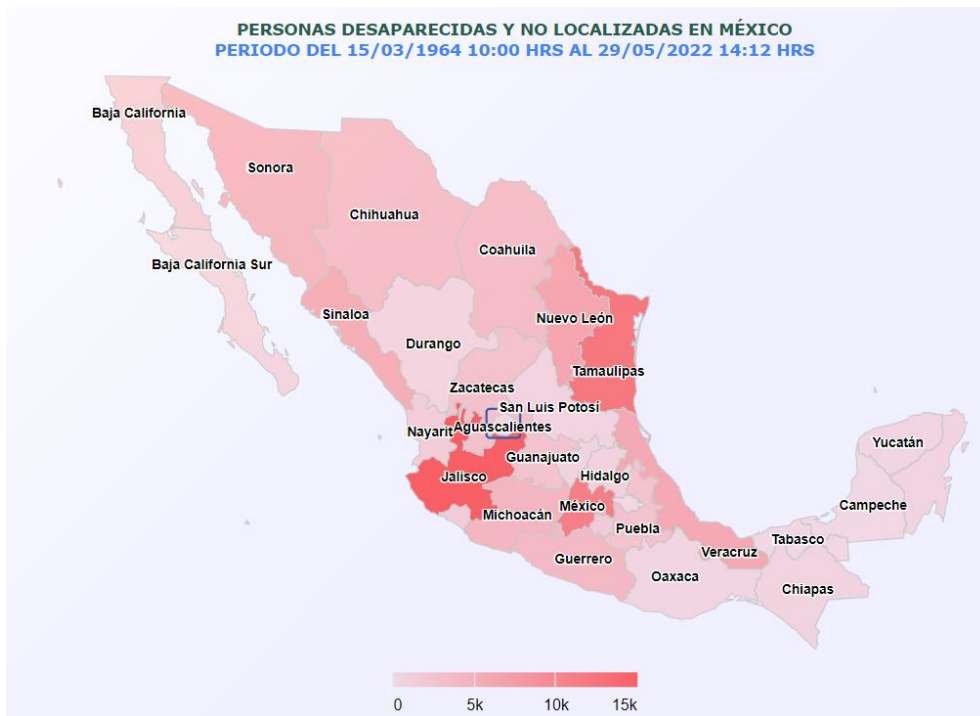 PERSONAS DESAPARECIDAS Y NO LOCALIZADAS EN MÉXICO
PERIODO DEL 15/03/1964 10:00 HRS AL 29/05/2022 14:12 HRS
Baja California
Sonora
Chihuahua
Coahuila
Baja California Sur
Sinaloa
Nuevo León
Durango
Tamaulipas
Zacatecas
San Luis Potosí
Aguascalientes
Nayarit
Yucatán
Guanajuato
Hidalgo
Jalisco
México
Campeche
Michoacán
Puebla
Tabasco
Veracruz
Guerrero
Oaxaca
Chiapas
0 5k 10k 15k